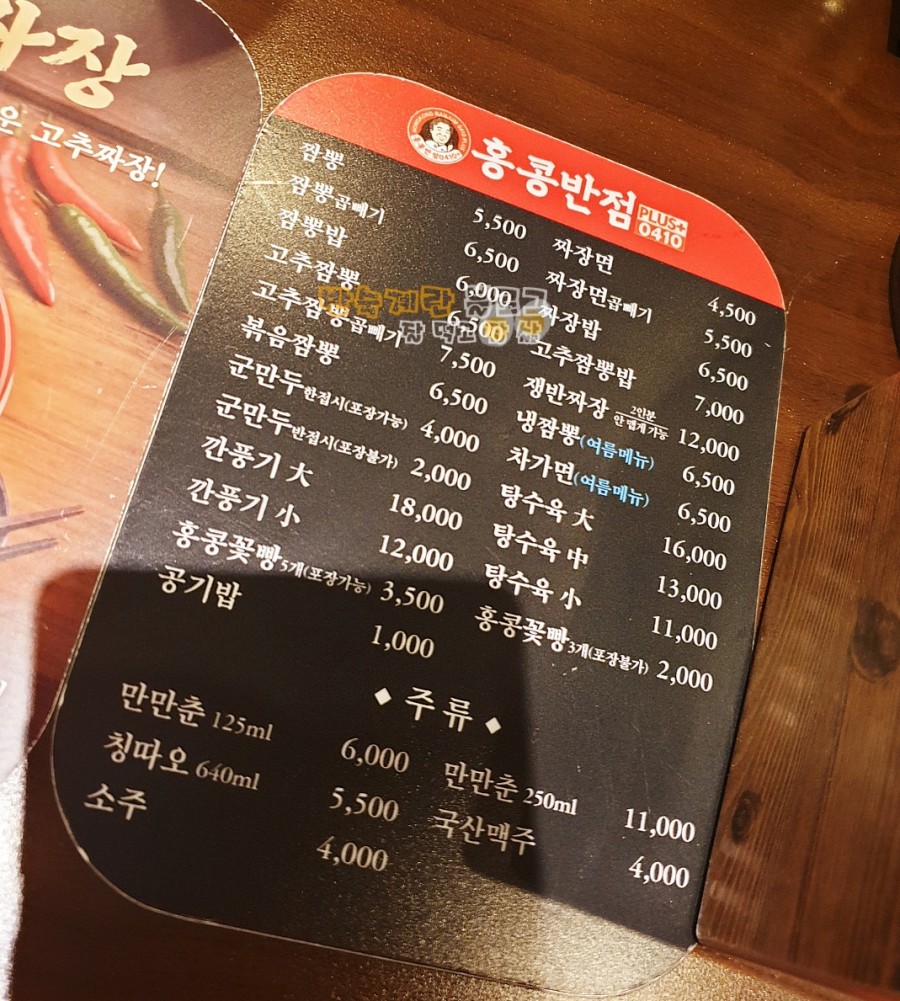 짜장
운 고추짜장!
홍콩반점 PLUS+ 0410
짬뽕 5,500
짬뽕곱빼기 6,500
짬뽕밥 6,000
고추짬뽕 6,500
고추짬뽕곱빼기 7,500
볶음짬뽕 6,500
군만두 한접시(포장가능) 4,000
군만두 반접시(포장불가) 2,000
깐풍기 大 18,000
깐풍기 小 12,000
홍콩꽃빵 5개(포장가능) 3,500
공기밥 1,000
짜장면 4,500
짜장면곱빼기 5,500
짜장밥 6,500
고추짬뽕밥 7,000
쟁반짜장 2인분 안 맵게 가능 12,000
냉짬뽕(여름메뉴) 6,500
차가면(여름메뉴) 6,500
탕수육 大 16,000
탕수육 中 13,000
탕수육 小 11,000
홍콩꽃빵 3개(포장불가) 2,000
◆ 주류 ◆
만만춘 125ml 6,000
칭따오 640ml 5,500
소주 4,000
만만춘 250ml 11,000
국산맥주 4,000